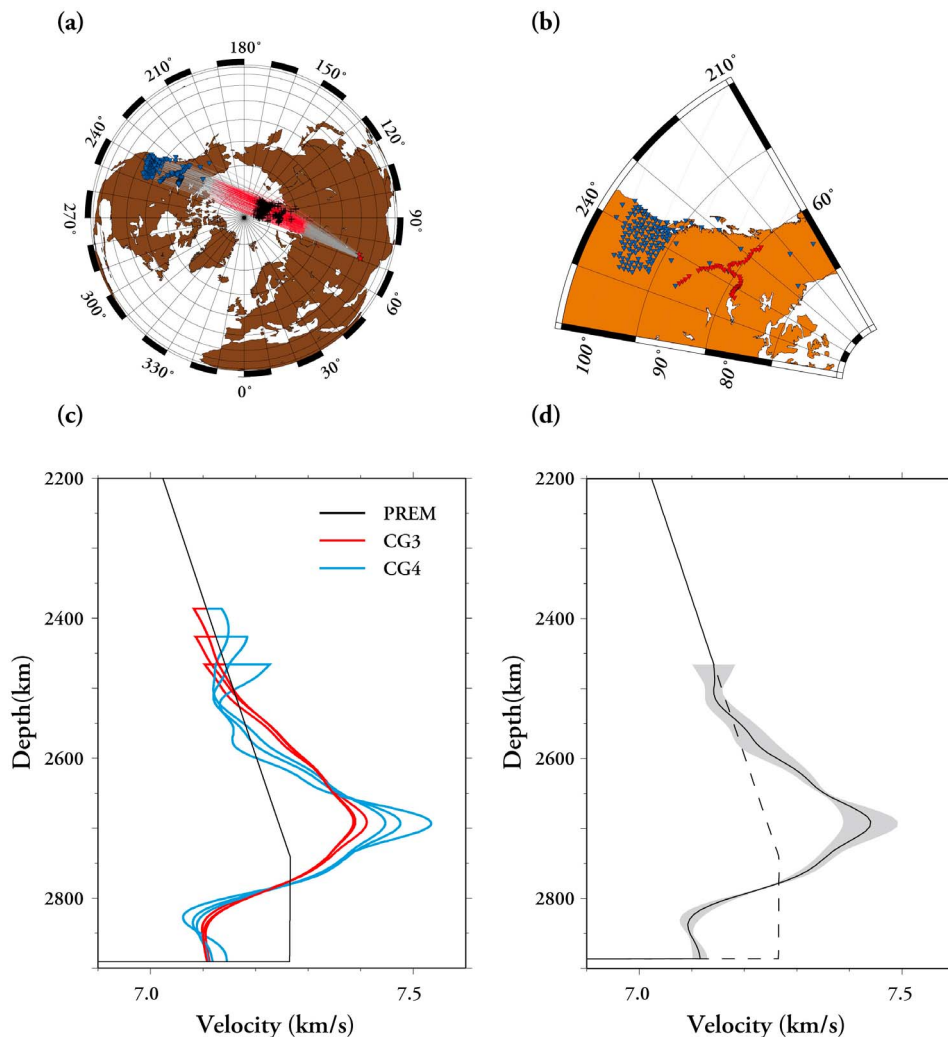 (a)
180°
210°
150°
240°
120°
270°
90°
300°
60°
330°
30°
0°
(b)
210°
240°
60°
100°
90°
80°
(c)
2200
2400
2600
2800
Depth(km)
PREM
CG3
CG4
7.0
7.5
Velocity (km/s)
(d)
2200
2400
2600
2800
Depth(km)
7.0
7.5
Velocity (km/s)